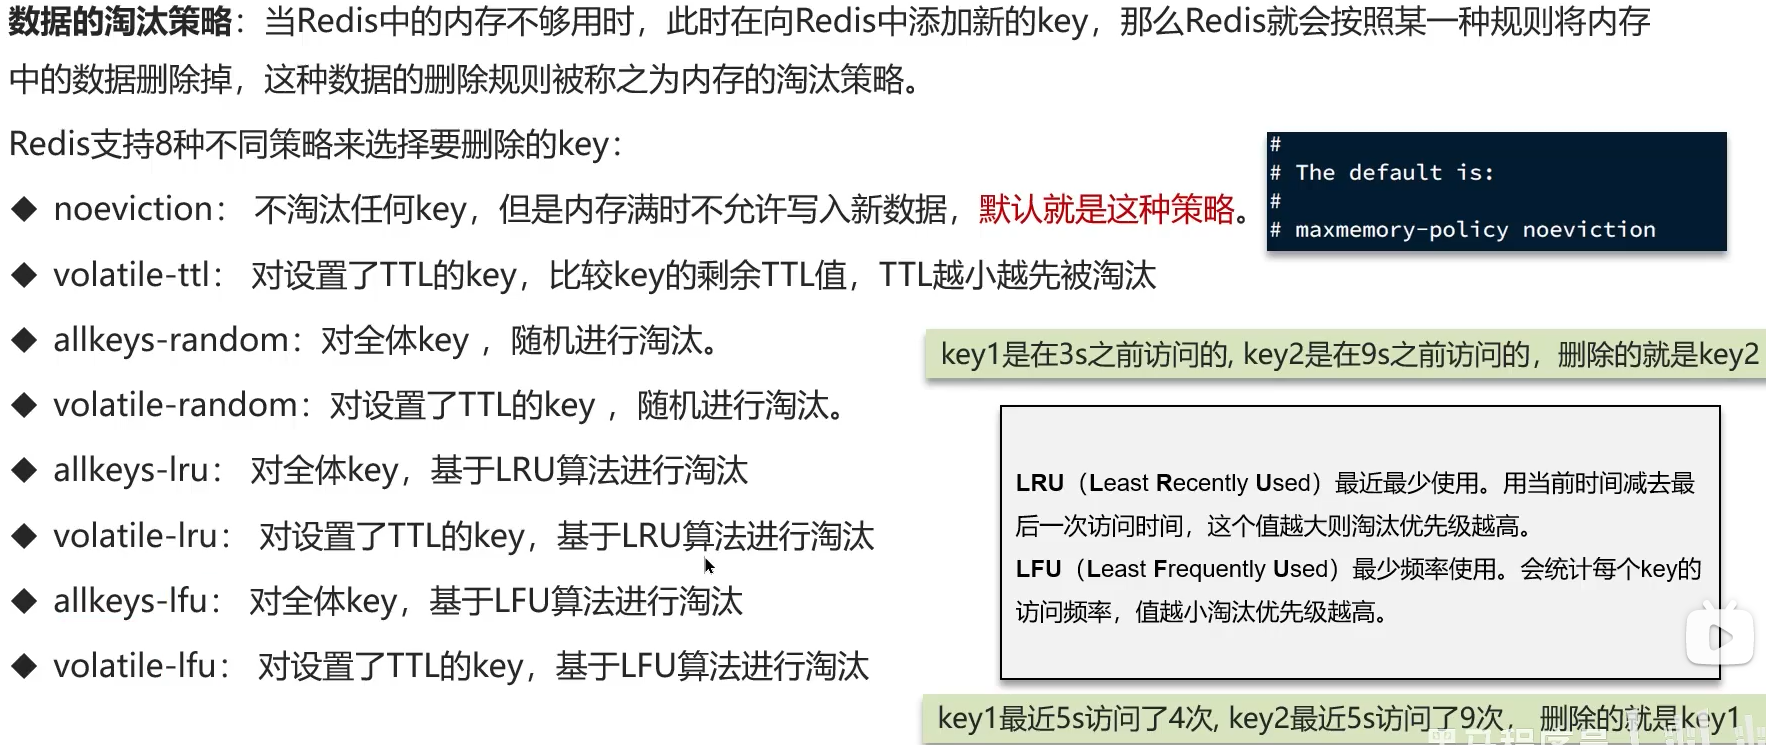 数据的淘汰策略：当Redis中的内存不够用时，此时在向Redis中添加新的key，那么Redis就会按照某一种规则将内存
中的数据删除掉，这种数据的删除规则被称之为内存的淘汰策略。
Redis支持8种不同策略来选择要删除的key：
◆ noeviction： 不淘汰任何key，但是内存满时不允许写入新数据，默认就是这种策略。
#
# The default is:
#
# maxmemory-policy noeviction
◆ volatile-ttl： 对设置了TTL的key，比较key的剩余TTL值，TTL越小越先被淘汰
◆ allkeys-random：对全体key ，随机进行淘汰。
◆ volatile-random：对设置了TTL的key ，随机进行淘汰。
◆ allkeys-lru： 对全体key，基于LRU算法进行淘汰
◆ volatile-lru： 对设置了TTL的key，基于LRU算法进行淘汰
◆ allkeys-lfu： 对全体key，基于LFU算法进行淘汰
◆ volatile-lfu： 对设置了TTL的key，基于LFU算法进行淘汰
key1是在3s之前访问的, key2是在9s之前访问的，删除的就是key2
LRU（Least Recently Used）最近最少使用。用当前时间减去最
后一次访问时间，这个值越大则淘汰优先级越高。
LFU（Least Frequently Used）最少频率使用。会统计每个key的
访问频率，值越小淘汰优先级越高。
key1最近5s访问了4次, key2最近5s访问了9次， 删除的就是key1